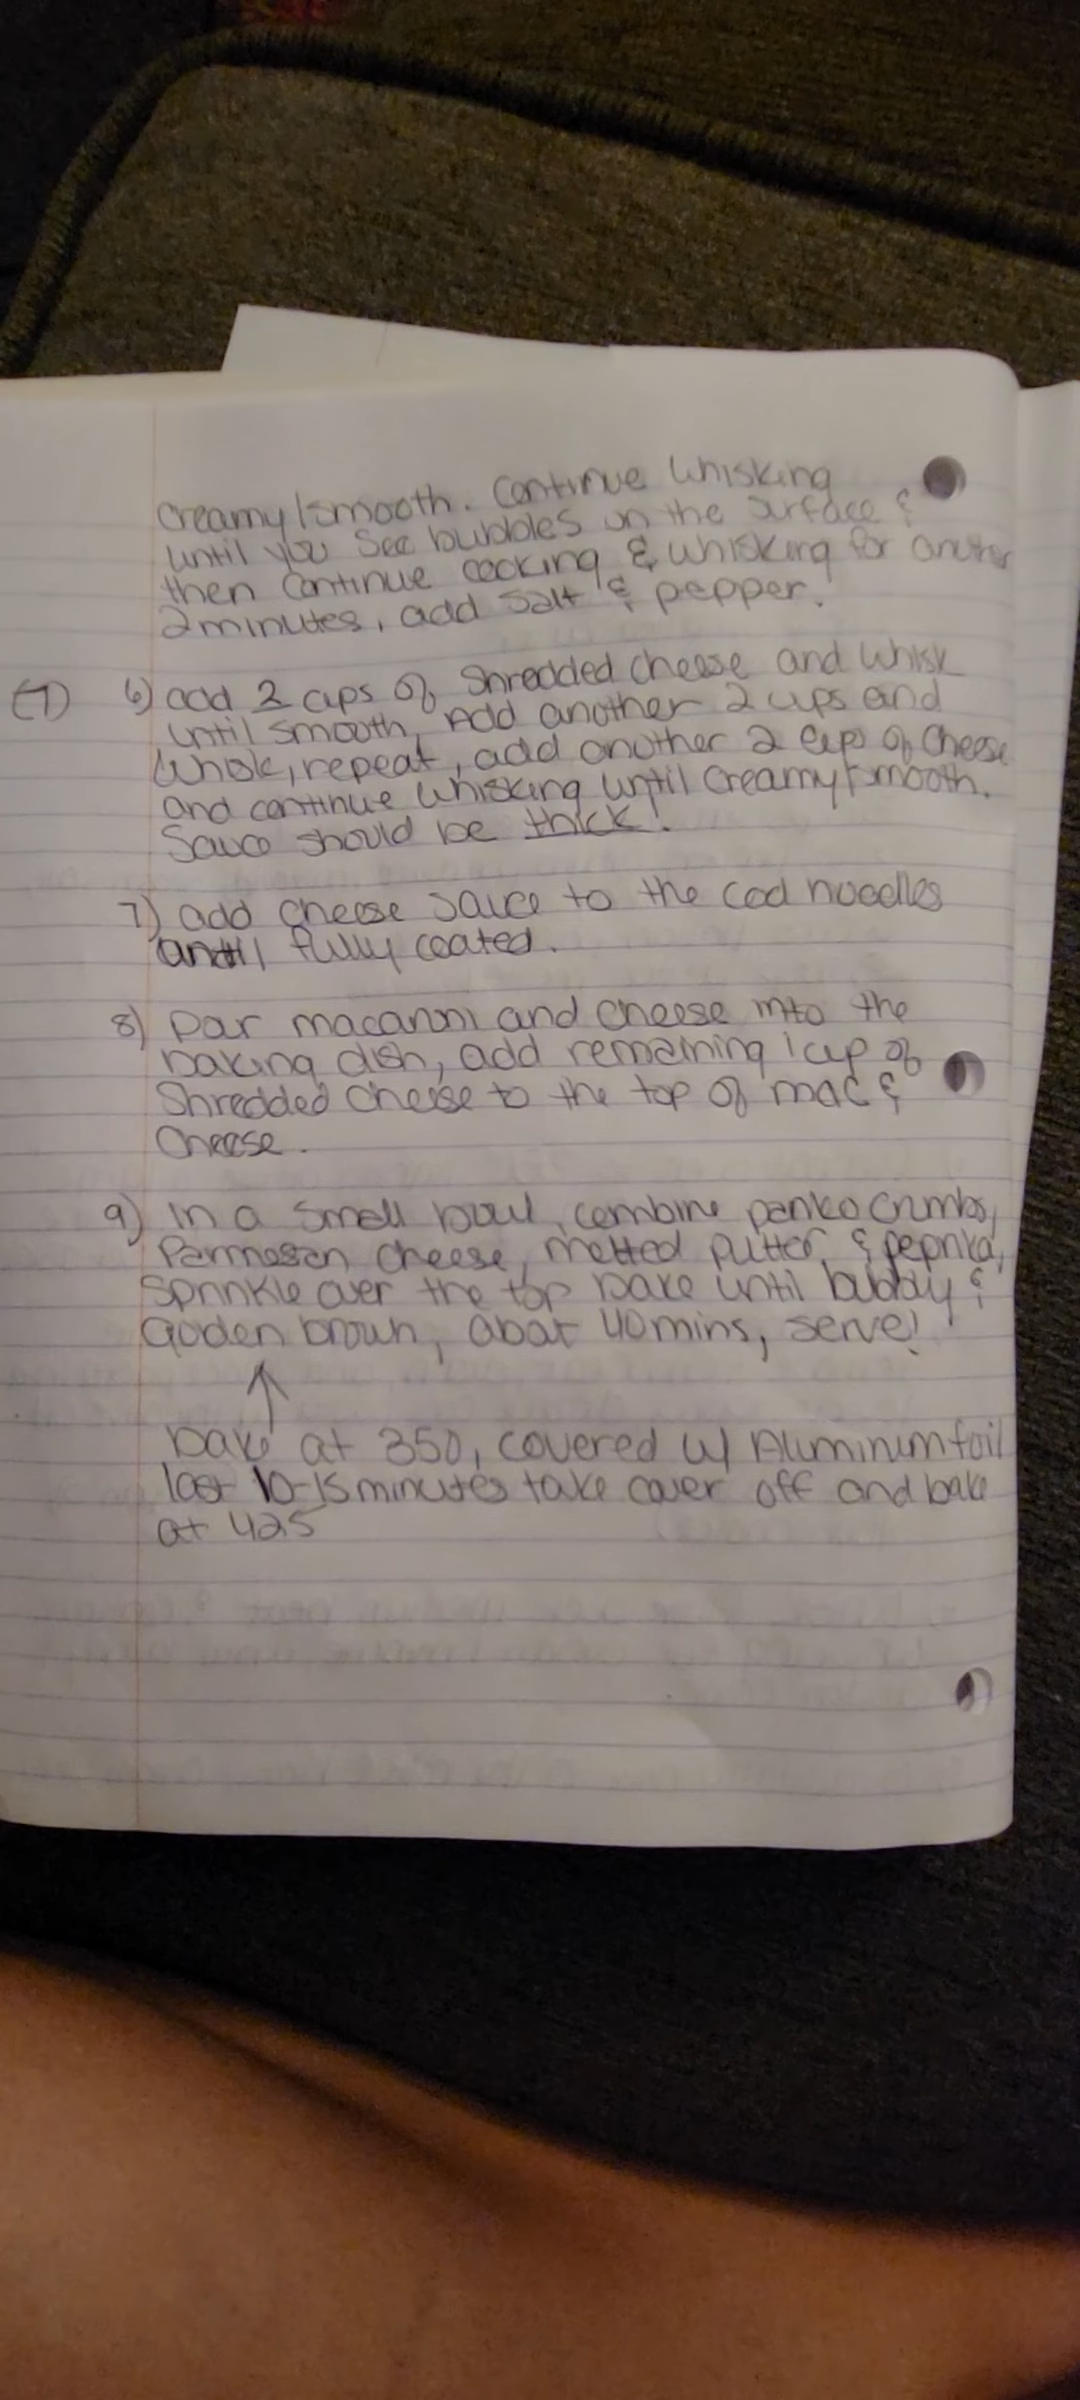 creamy/smooth. Continue whisking
until you see bubbles on the surface &
then continue cooking & whisking for another
2 minutes, add salt & pepper.
(7) 6) add 2 cups of shredded cheese and whisk
until smooth, Add another 2 cups and
whisk, repeat, add another 2 cups of cheese
and continue whisking until creamy/smooth.
Sauce should be thick!
7) add cheese sauce to the cod noodles
until fully coated.
8) Pour macaroni and cheese into the
baking dish, add remaining 1 cup of
shredded cheese to the top of mac &
cheese.
9) In a small bowl, combine panko crumbs,
Parmesan cheese, melted butter, & paprika,
sprinkle over the top bake until bubbly &
Goden brown, about 40 mins, serve!
bake at 350, covered w/ Aluminum foil
last 10-15 minutes take cover off and bake
at 425